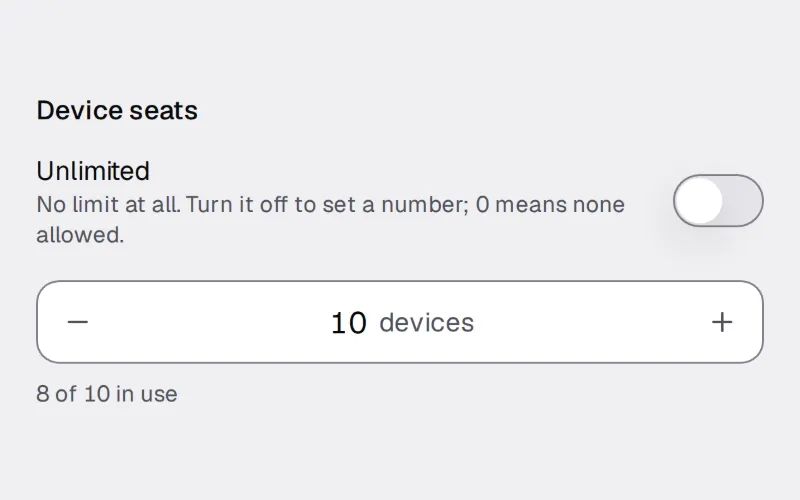 Device seats
Unlimited
No limit at all. Turn it off to set a number; 0 means none
allowed.
− 10 devices +
8 of 10 in use